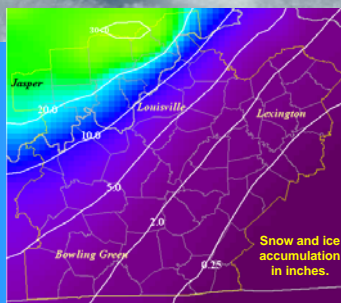 30.0
Jasper
20.0
Louisville
Lexington
10.0
5.0
2.0
Bowling Green
0.25
Snow and ice
accumulation
in inches.